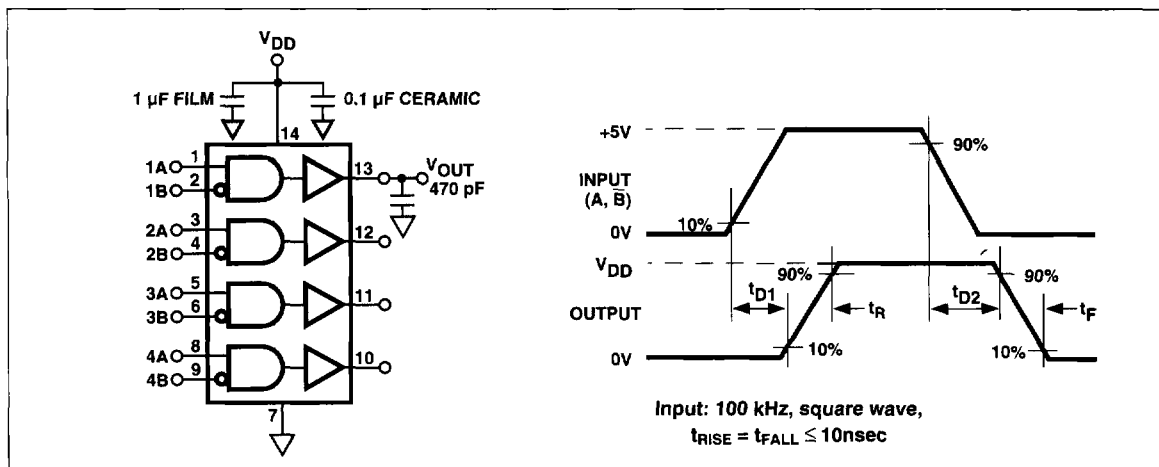 V_DD
1 µF FILM
0.1 µF CERAMIC
14
1A 1
1B 2
13
V_OUT
470 pF
2A 3
2B 4
12
3A 5
3B 6
11
4A 8
4B 9
10
7
+5V
90%
INPUT
(A, B̅)
10%
0V
V_DD
90%
t_D1
t_R
t_D2
90%
t_F
OUTPUT
10%
10%
0V
Input: 100 kHz, square wave,
t_RISE = t_FALL ≤ 10nsec